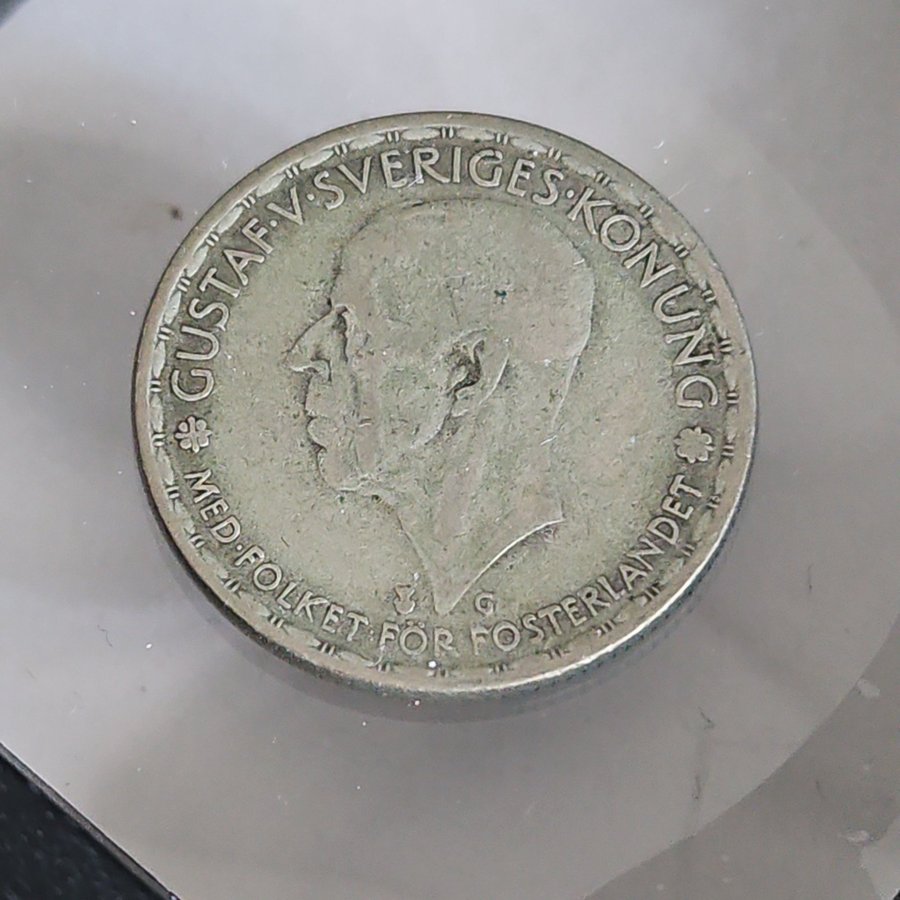 GUSTAF·V·SVERIGES·KONUNG
MED·FOLKET FÖR FOSTERLANDET
G